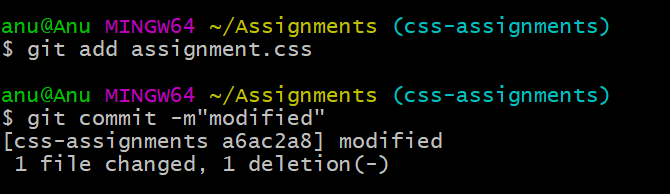 anu@Anu MINGW64 ~/Assignments (css-assignments)
$ git add assignment.css
anu@Anu MINGW64 ~/Assignments (css-assignments)
$ git commit -m"modified"
[css-assignments a6ac2a8] modified
 1 file changed, 1 deletion(-)